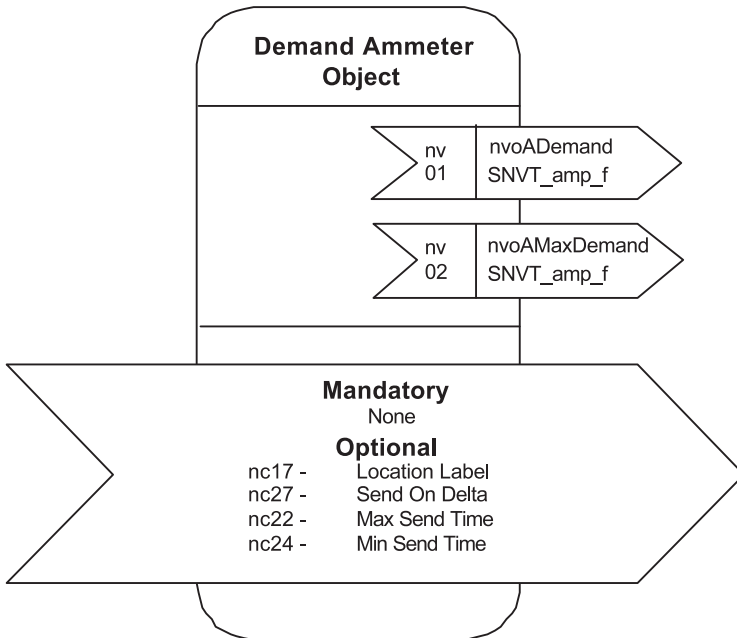 Demand Ammeter
Object
nv
01
nvoADemand
SNVT_amp_f
nv
02
nvoAMaxDemand
SNVT_amp_f
Mandatory
None
Optional
nc17 - Location Label
nc27 - Send On Delta
nc22 - Max Send Time
nc24 - Min Send Time